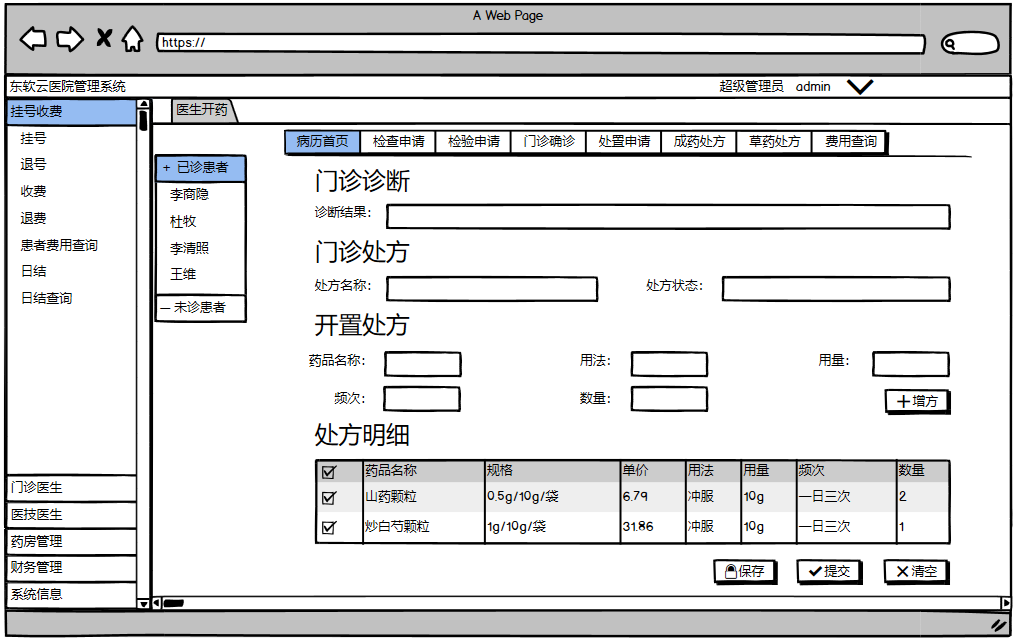 A Web Page
https://
东软云医院管理系统 超级管理员 admin
挂号收费
挂号
退号
收费
退费
患者费用查询
日结
日结查询
门诊医生
医技医生
药房管理
财务管理
系统信息
医生开药
+ 已诊患者
李商隐
杜牧
李清照
王维
— 未诊患者
病历首页 检查申请 检验申请 门诊确诊 处置申请 成药处方 草药处方 费用查询
门诊诊断
诊断结果：
门诊处方
处方名称： 处方状态：
开置处方
药品名称： 用法： 用量：
频次： 数量： +增方
处方明细
药品名称 规格 单价 用法 用量 频次 数量
山药颗粒 0.5g/10g/袋 6.79 冲服 10g 一日三次 2
炒白芍颗粒 1g/10g/袋 31.86 冲服 10g 一日三次 1
保存 提交 清空